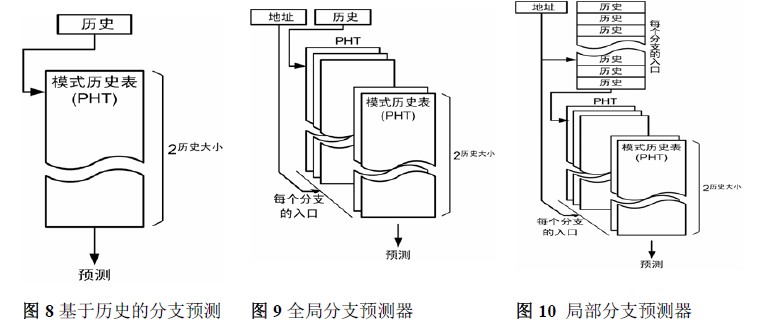 历史
模式历史表
(PHT)
2历史大小
预测
图 8 基于历史的分支预测
地址
历史
PHT
模式历史表
(PHT)
2历史大小
每个分支
的入口
预测
图 9 全局分支预测器
地址
历史
历史
历史
历史
历史
历史
每个分支的入口
PHT
模式历史表
(PHT)
2历史大小
每个分支
的入口
预测
图 10 局部分支预测器